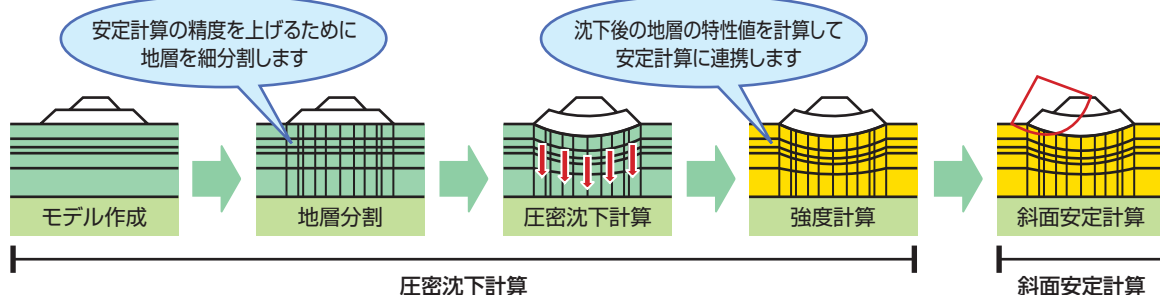 安定計算の精度を上げるために
地層を細分割します
沈下後の地層の特性値を計算して
安定計算に連携します
モデル作成
地層分割
圧密沈下計算
強度計算
斜面安定計算
圧密沈下計算
斜面安定計算